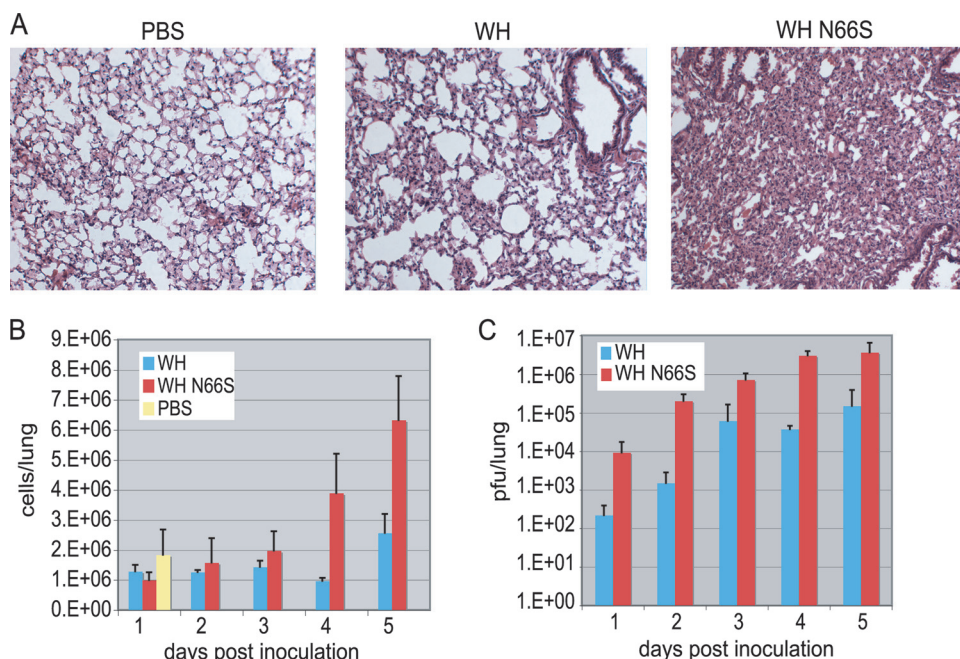 A
PBS
WH
WH N66S
B
9.E+06
8.E+06
7.E+06
6.E+06
5.E+06
4.E+06
3.E+06
2.E+06
1.E+06
0.E+00
cells/lung
WH
WH N66S
PBS
1 2 3 4 5
days post inoculation
C
1.E+07
1.E+06
1.E+05
1.E+04
1.E+03
1.E+02
1.E+01
1.E+00
pfu/lung
WH
WH N66S
1 2 3 4 5
days post inoculation